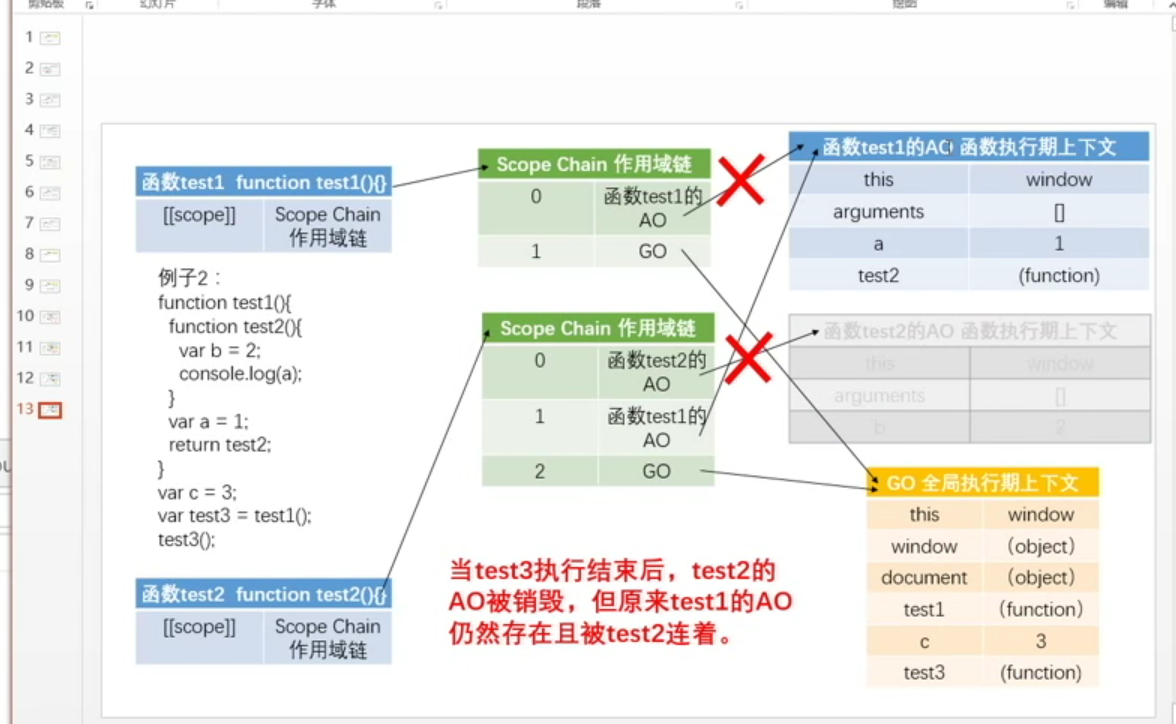 剪贴板
幻灯片
字体
段落
绘图
编辑
1
2
3
4
5
6
7
8
9
10
11
12
13
函数test1 function test1(){}
[[scope]]
Scope Chain
作用域链
例子2：
function test1(){
function test2(){
var b = 2;
console.log(a);
}
var a = 1;
return test2;
}
var c = 3;
var test3 = test1();
test3();
函数test2 function test2(){}
[[scope]]
Scope Chain
作用域链
Scope Chain 作用域链
0 函数test1的
AO
1 GO
Scope Chain 作用域链
0 函数test2的
AO
1 函数test1的
AO
2 GO
当test3执行结束后，test2的
AO被销毁，但原来test1的AO
仍然存在且被test2连着。
函数test1的AO 函数执行期上下文
this window
arguments []
a 1
test2 (function)
函数test2的AO 函数执行期上下文
this window
arguments []
b 2
GO 全局执行期上下文
this window
window （object）
document （object）
test1 （function）
c 3
test3 (function)